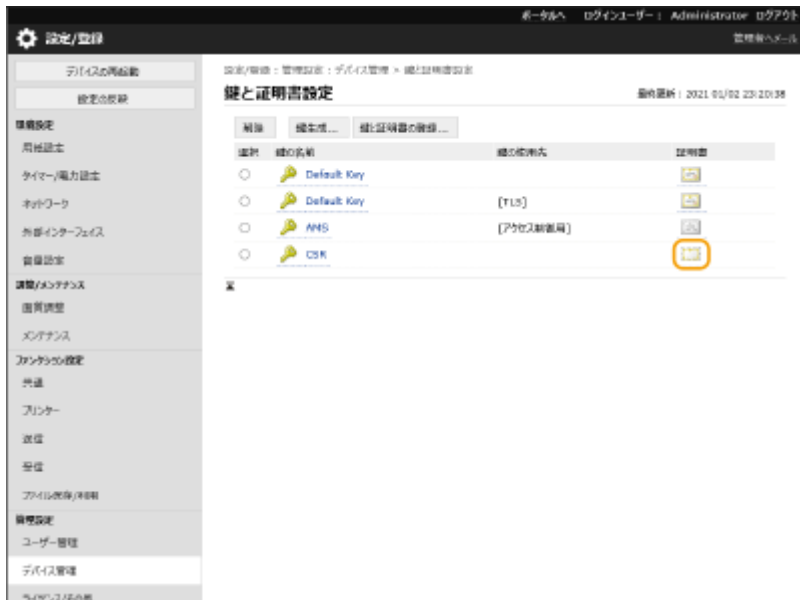 ポータルへ ログインユーザー： Administrator ログアウト
設定/登録
管理者へメール
デバイスの再起動
設定の反映
環境設定
用紙設定
タイマー/電力設定
ネットワーク
外部インターフェイス
音量設定
調整/メンテナンス
画質調整
メンテナンス
ファンクション設定
共通
プリンター
送信
受信
ファイル保存/利用
管理設定
ユーザー管理
デバイス管理
ライセンス/その他
設定/登録 : 管理設定 : デバイス管理 > 鍵と証明書設定
鍵と証明書設定
最終更新 : 2021 01/02 23:20:38
削除 鍵生成... 鍵と証明書の登録...
選択 鍵の名前 鍵の使用先 証明書
Default Key
Default Key [TLS]
AMS [アクセス制御用]
CSR